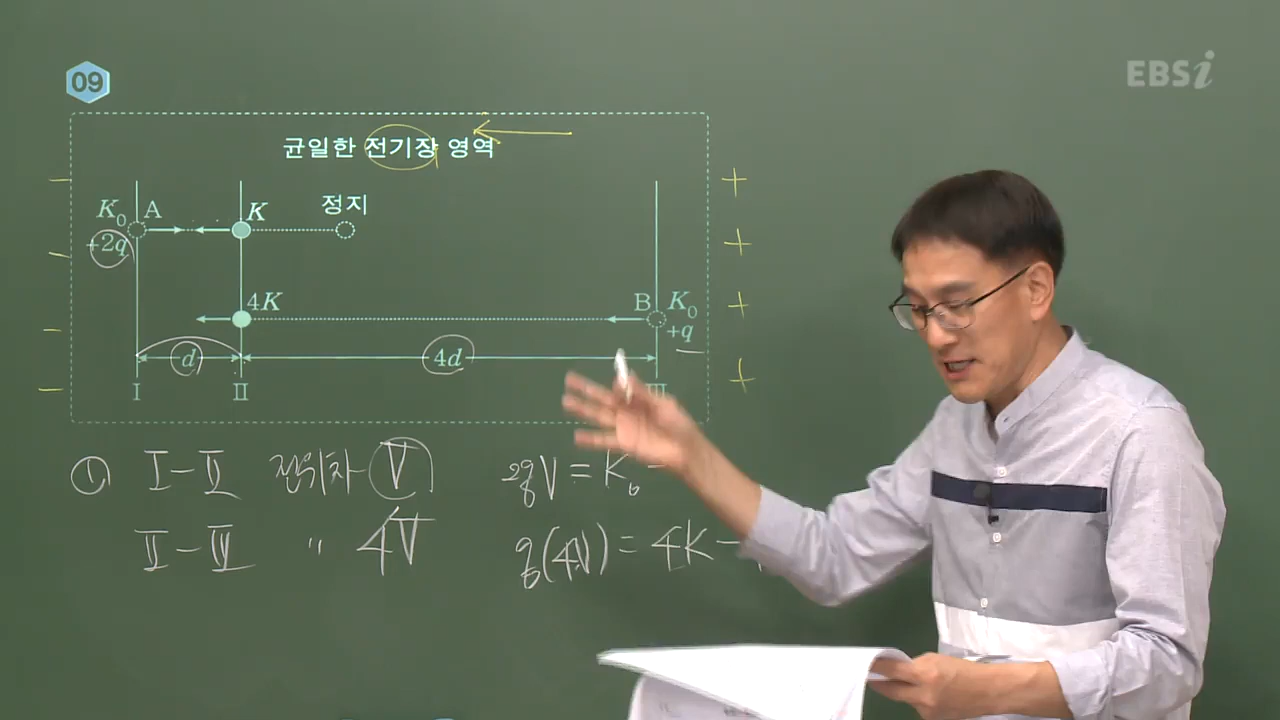 EBSi
09
균일한 전기장 영역
K₀ A K 정지
+2q
4K B K₀
+q
d 4d
I II III
① I-II 전위차 V 2qV = K₀ -
II-III " 4V q(4V) = 4K -